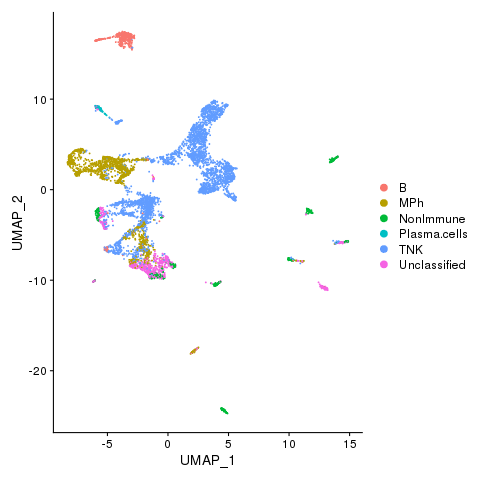 10
0
-10
-20
UMAP_2
-5
0
5
10
15
UMAP_1
B
MPh
NonImmune
Plasma.cells
TNK
Unclassified